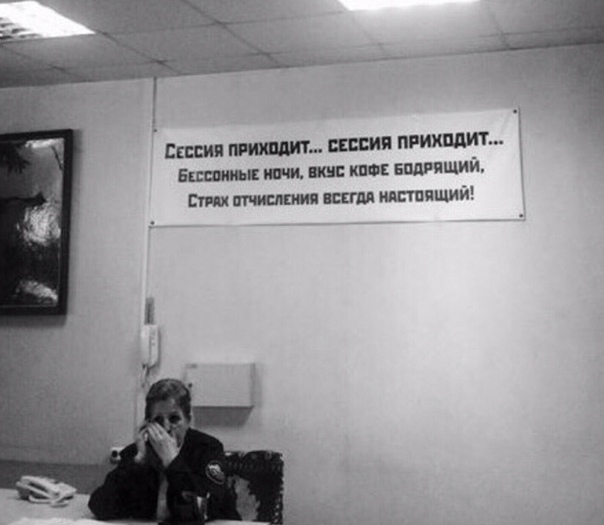 Сессия приходит... сессия приходит...
Бессонные ночи, вкус кофе бодрящий,
Страх отчисления всегда настоящий!